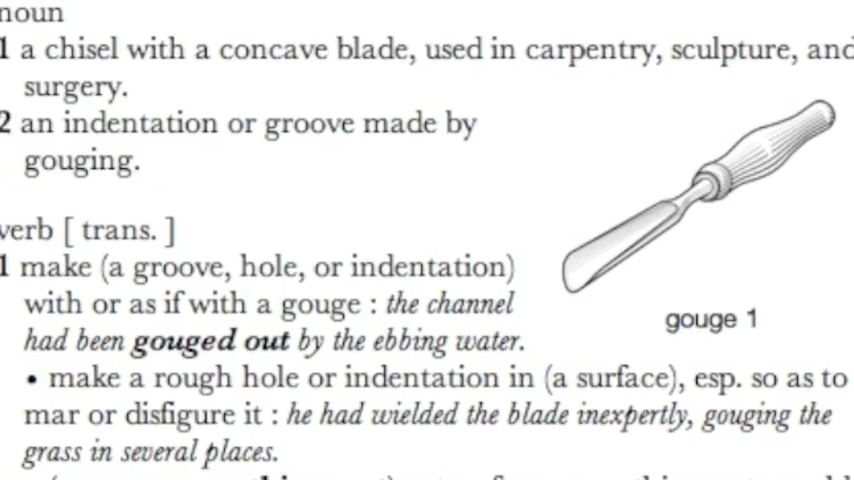 noun
1 a chisel with a concave blade, used in carpentry, sculpture, and
surgery.
2 an indentation or groove made by
gouging.
verb [ trans. ]
1 make (a groove, hole, or indentation)
with or as if with a gouge : the channel
had been gouged out by the ebbing water.
gouge 1
• make a rough hole or indentation in (a surface), esp. so as to
mar or disfigure it : he had wielded the blade inexpertly, gouging the
grass in several places.